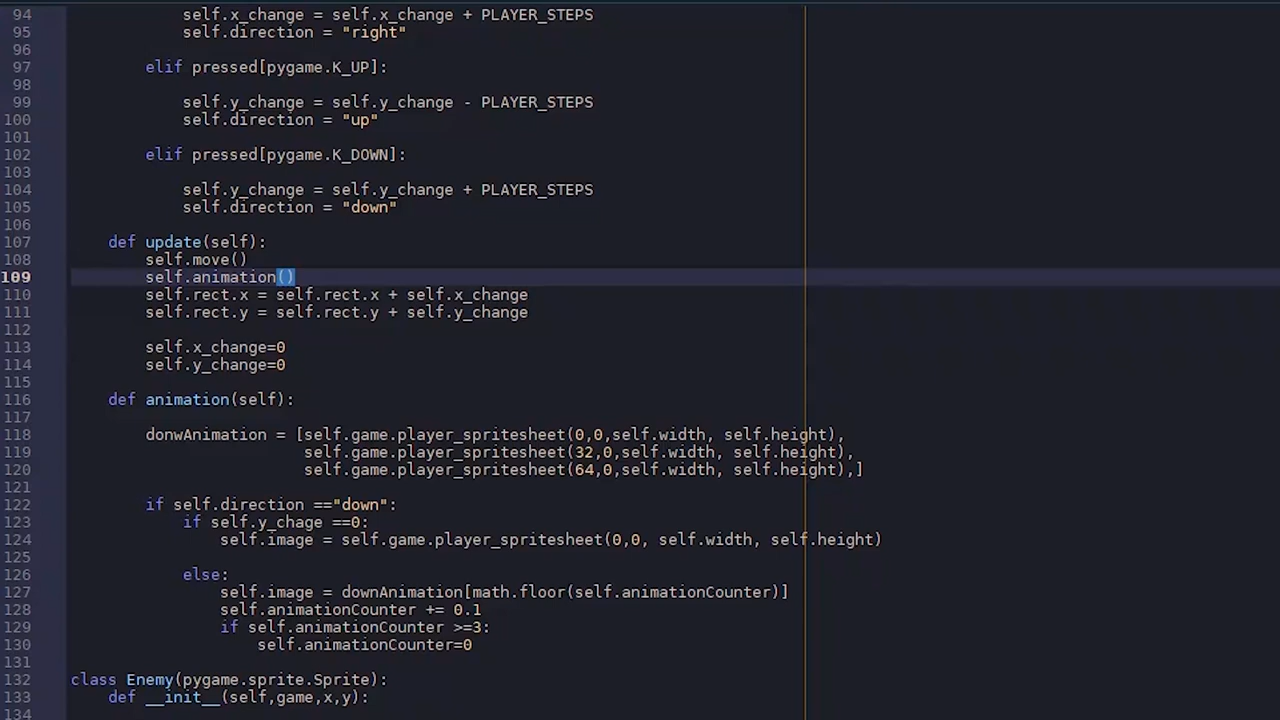 94             self.x_change = self.x_change + PLAYER_STEPS
95             self.direction = "right"
96
97         elif pressed[pygame.K_UP]:
98
99             self.y_change = self.y_change - PLAYER_STEPS
100             self.direction = "up"
101
102         elif pressed[pygame.K_DOWN]:
103
104             self.y_change = self.y_change + PLAYER_STEPS
105             self.direction = "down"
106
107     def update(self):
108         self.move()
109         self.animation()
110         self.rect.x = self.rect.x + self.x_change
111         self.rect.y = self.rect.y + self.y_change
112
113         self.x_change=0
114         self.y_change=0
115
116     def animation(self):
117
118         donwAnimation = [self.game.player_spritesheet(0,0,self.width, self.height),
119                          self.game.player_spritesheet(32,0,self.width, self.height),
120                          self.game.player_spritesheet(64,0,self.width, self.height),]
121
122         if self.direction =="down":
123             if self.y_chage ==0:
124                 self.image = self.game.player_spritesheet(0,0, self.width, self.height)
125
126             else:
127                 self.image = downAnimation[math.floor(self.animationCounter)]
128                 self.animationCounter += 0.1
129                 if self.animationCounter >=3:
130                     self.animationCounter=0
131
132 class Enemy(pygame.sprite.Sprite):
133     def __init__(self,game,x,y):
134